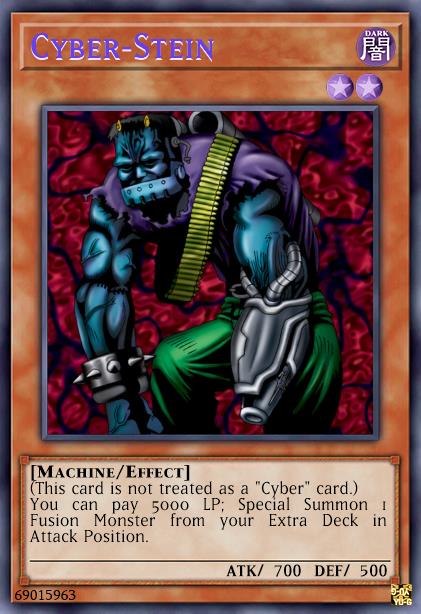 Cyber-Stein
DARK
闇
[Machine/Effect]
(This card is not treated as a "Cyber" card.)
You can pay 5000 LP; Special Summon 1
Fusion Monster from your Extra Deck in
Attack Position.
ATK/ 700 DEF/ 500
69015963